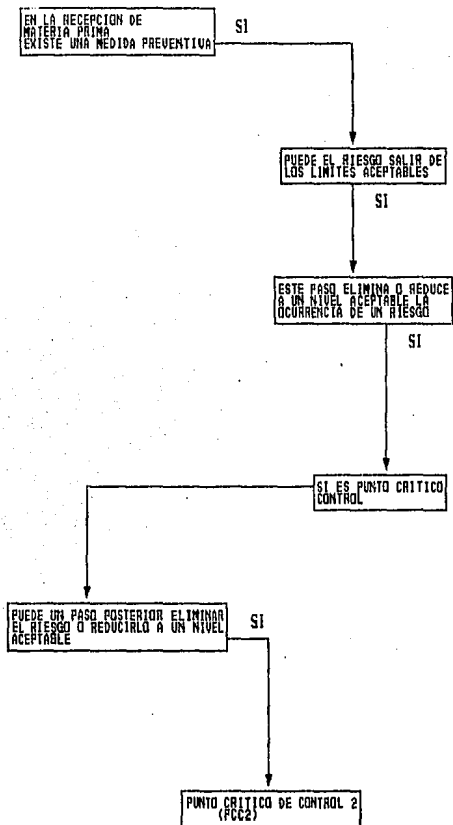 EN LA RECEPCION DE
MATERIA PRIMA
EXISTE UNA MEDIDA PREVENTIVA
SI
PUEDE EL RIESGO SALIR DE
LOS LIMITES ACEPTABLES
SI
ESTE PASO ELIMINA O REDUCE
A UN NIVEL ACEPTABLE LA
OCURRENCIA DE UN RIESGO
SI
SI ES PUNTO CRITICO
CONTROL
PUEDE UN PASO POSTERIOR ELIMINAR
EL RIESGO O REDUCIRLO A UN NIVEL
ACEPTABLE
SI
PUNTO CRITICO DE CONTROL 2
(PCC2)